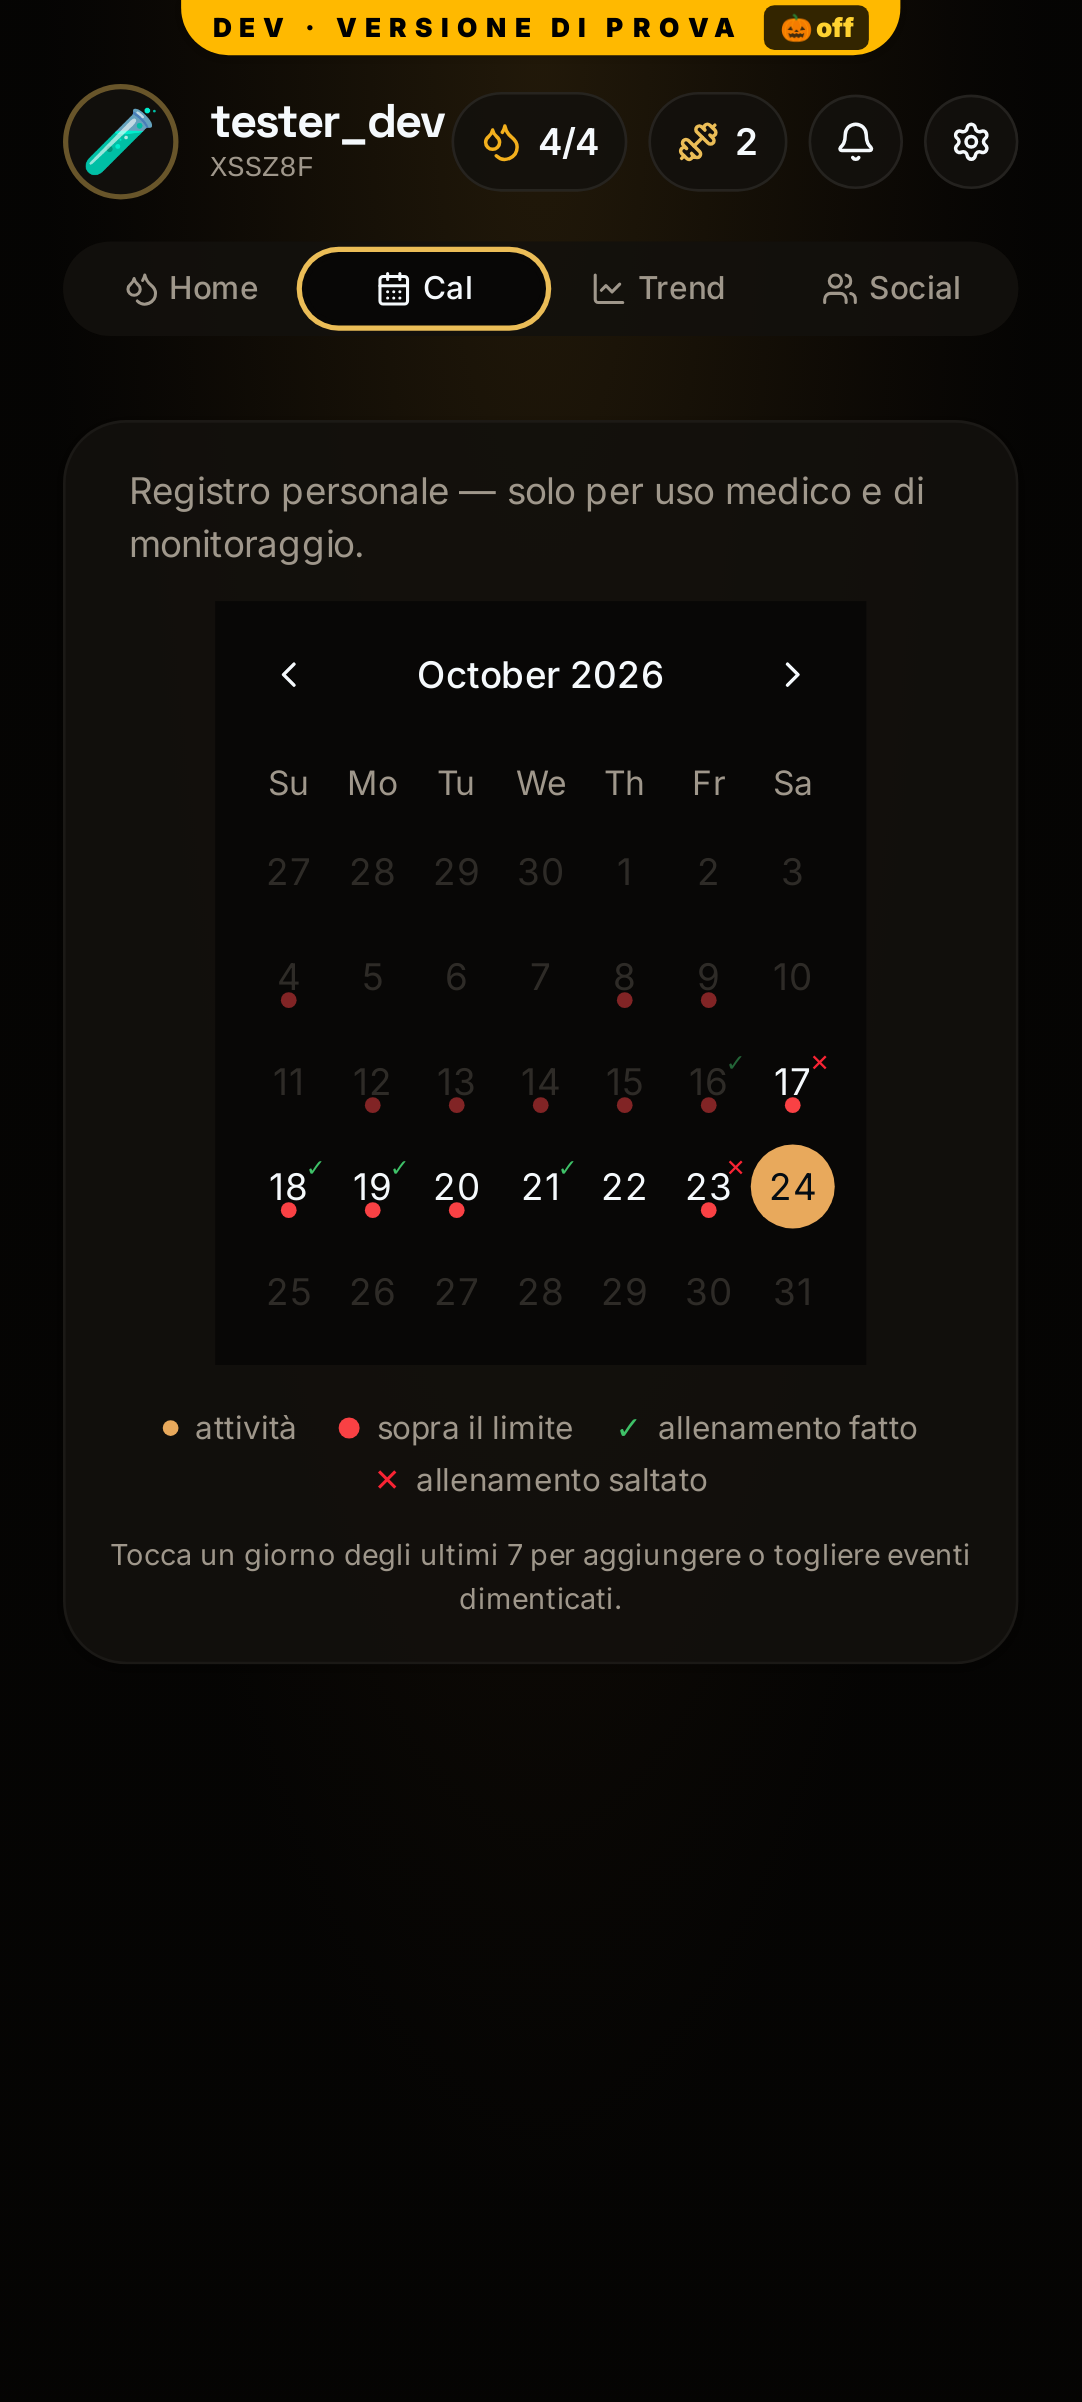 DEV · VERSIONE DI PROVA 🎃 off
tester_dev 4/4 2
XSSZ8F
Home Cal Trend Social
Registro personale — solo per uso medico e di
monitoraggio.
October 2026
Su Mo Tu We Th Fr Sa
27 28 29 30 1 2 3
4 5 6 7 8 9 10
11 12 13 14 15 16 ✓ 17 ✕
18 ✓ 19 ✓ 20 21 ✓ 22 23 ✕ 24
25 26 27 28 29 30 31
attività sopra il limite ✓ allenamento fatto
✕ allenamento saltato
Tocca un giorno degli ultimi 7 per aggiungere o togliere eventi
dimenticati.